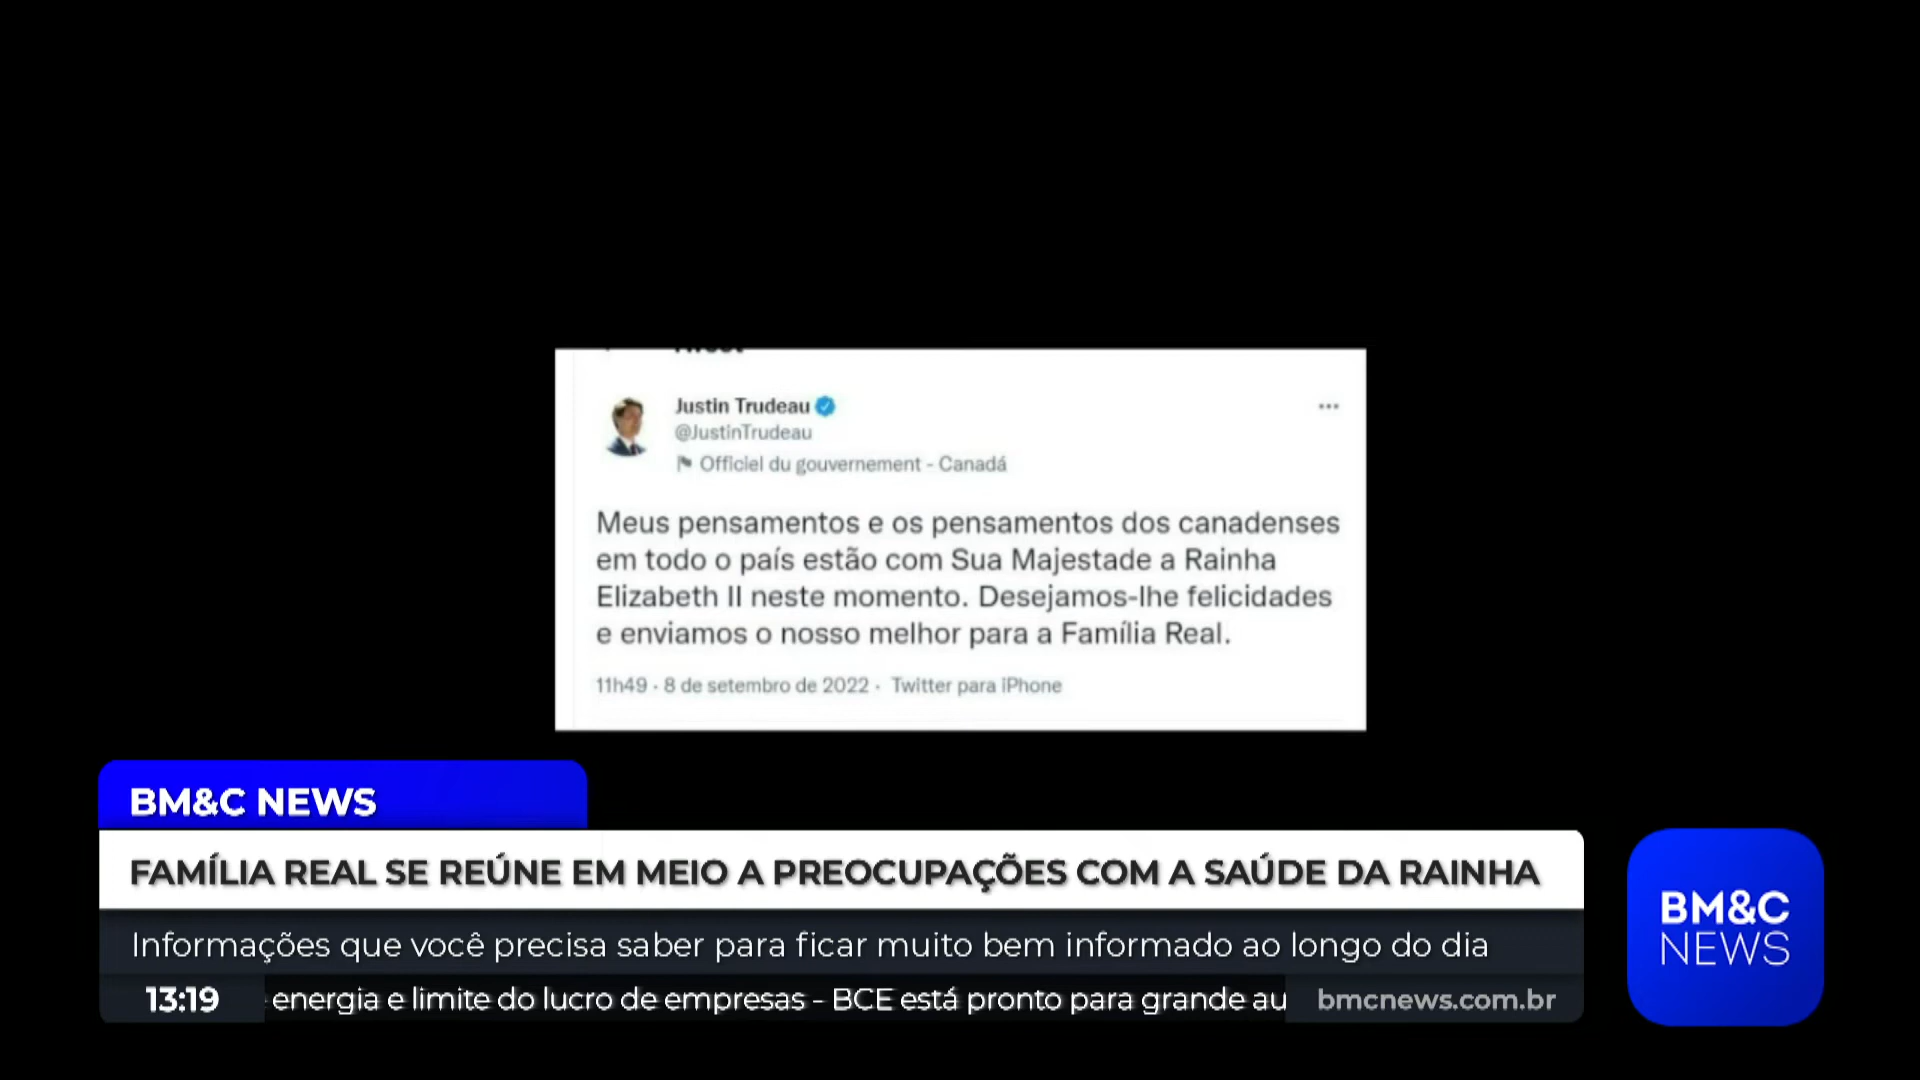 Justin Trudeau
@JustinTrudeau
Officiel du gouvernement - Canadá
Meus pensamentos e os pensamentos dos canadenses
em todo o país estão com Sua Majestade a Rainha
Elizabeth II neste momento. Desejamos-lhe felicidades
e enviamos o nosso melhor para a Família Real.
11h49 · 8 de setembro de 2022 · Twitter para iPhone
BM&C NEWS
FAMÍLIA REAL SE REÚNE EM MEIO A PREOCUPAÇÕES COM A SAÚDE DA RAINHA
Informações que você precisa saber para ficar muito bem informado ao longo do dia
13:19 energia e limite do lucro de empresas - BCE está pronto para grande au bmcnews.com.br
BM&C
NEWS